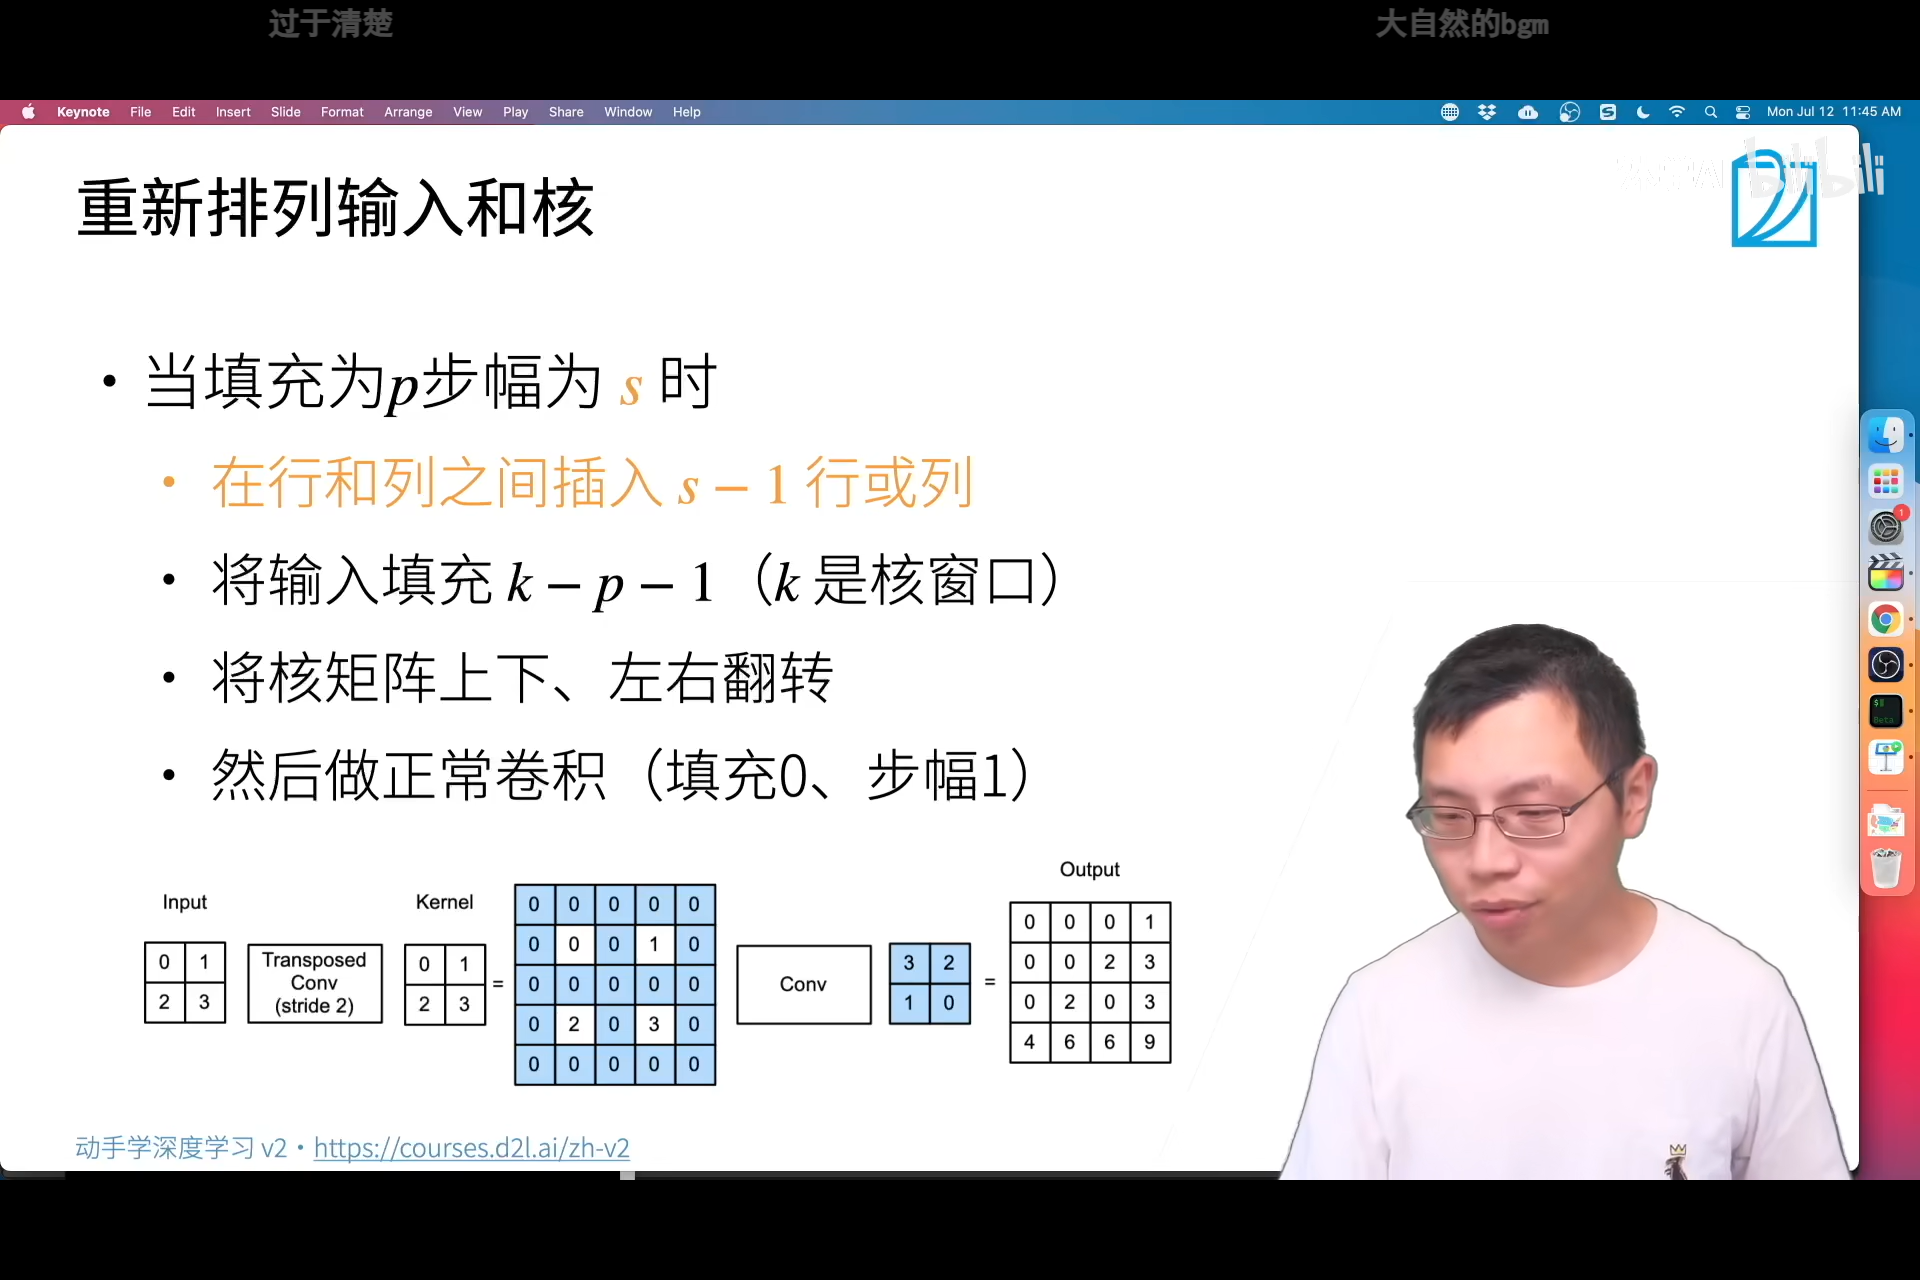 过于清楚
大自然的bgm
Keynote File Edit Insert Slide Format Arrange View Play Share Window Help
Mon Jul 12 11:45 AM
bilibili
重新排列输入和核
• 当填充为p步幅为 s 时
• 在行和列之间插入 s − 1 行或列
• 将输入填充 k − p − 1（k 是核窗口）
• 将核矩阵上下、左右翻转
• 然后做正常卷积（填充0、步幅1）
Input
0 1
2 3
Transposed
Conv
(stride 2)
Kernel
0 1
2 3
=
0 0 0 0 0
0 0 0 1 0
0 0 0 0 0
0 2 0 3 0
0 0 0 0 0
Conv
3 2
1 0
=
Output
0 0 0 1
0 0 2 3
0 2 0 3
4 6 6 9
动手学深度学习 v2 • https://courses.d2l.ai/zh-v2
1
$
Beta